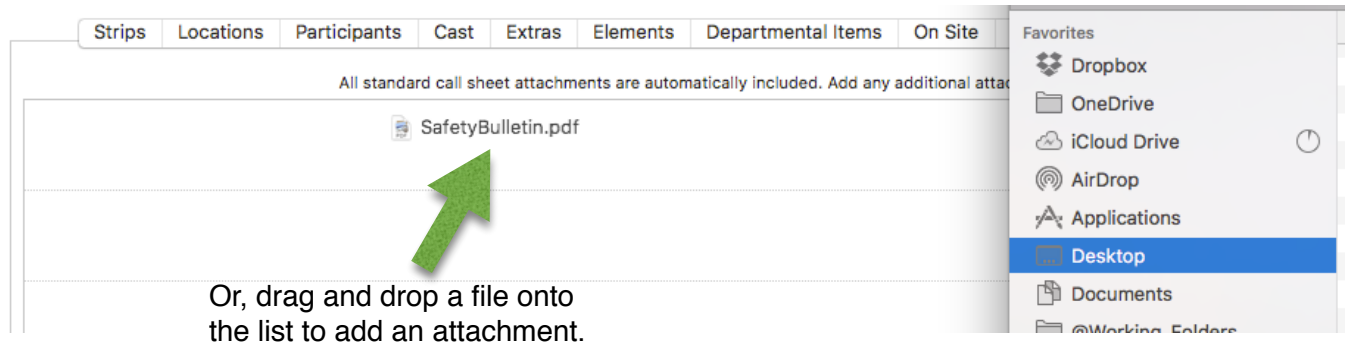 Strips Locations Participants Cast Extras Elements Departmental Items On Site
All standard call sheet attachments are automatically included. Add any additional
SafetyBulletin.pdf
Or, drag and drop a file onto
the list to add an attachment.
Favorites
Dropbox
OneDrive
iCloud Drive
AirDrop
Applications
Desktop
Documents
@Working_Folders